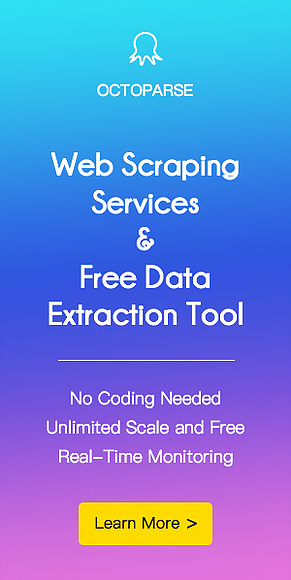 OCTOPARSE
Web Scraping
Services
&
Free Data
Extraction Tool
No Coding Needed
Unlimited Scale and Free
Real-Time Monitoring
Learn More >